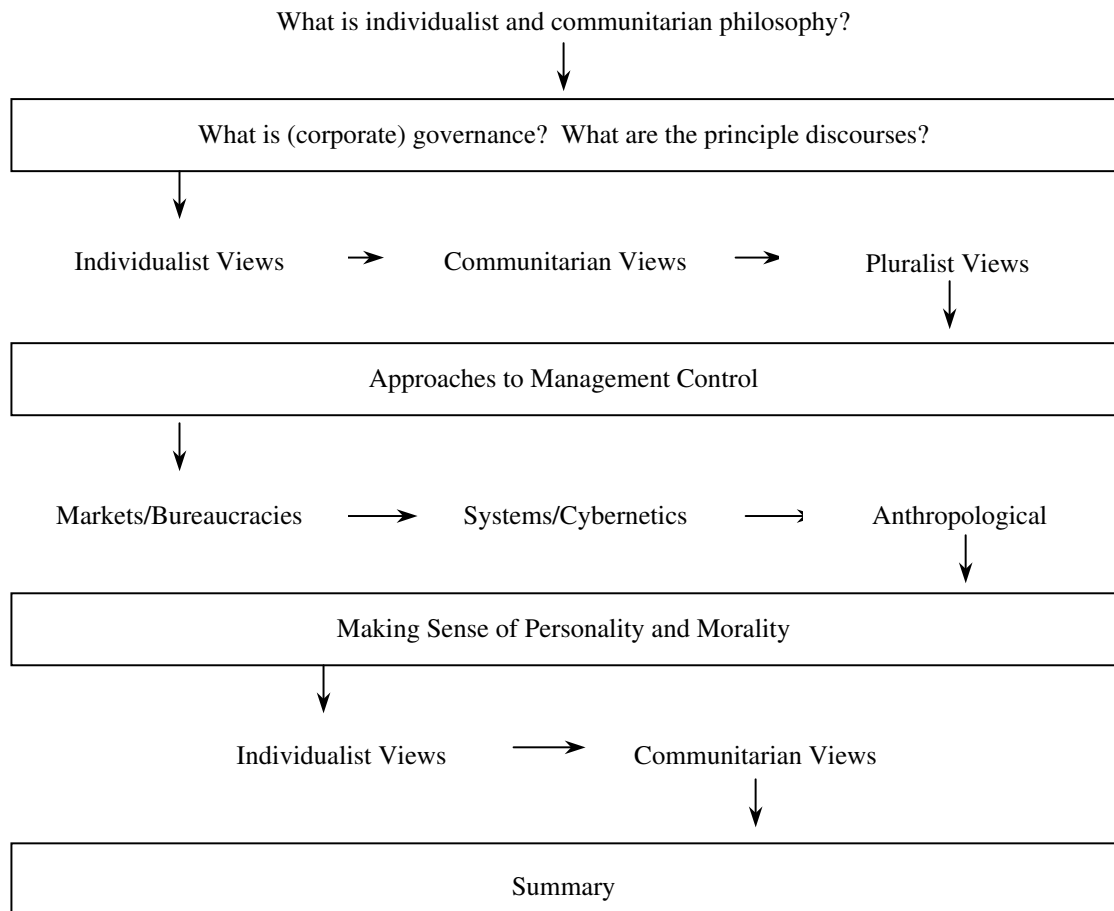 What is individualist and communitarian philosophy?
What is (corporate) governance? What are the principle discourses?
Individualist Views Communitarian Views Pluralist Views
Approaches to Management Control
Markets/Bureaucracies Systems/Cybernetics Anthropological
Making Sense of Personality and Morality
Individualist Views Communitarian Views
Summary